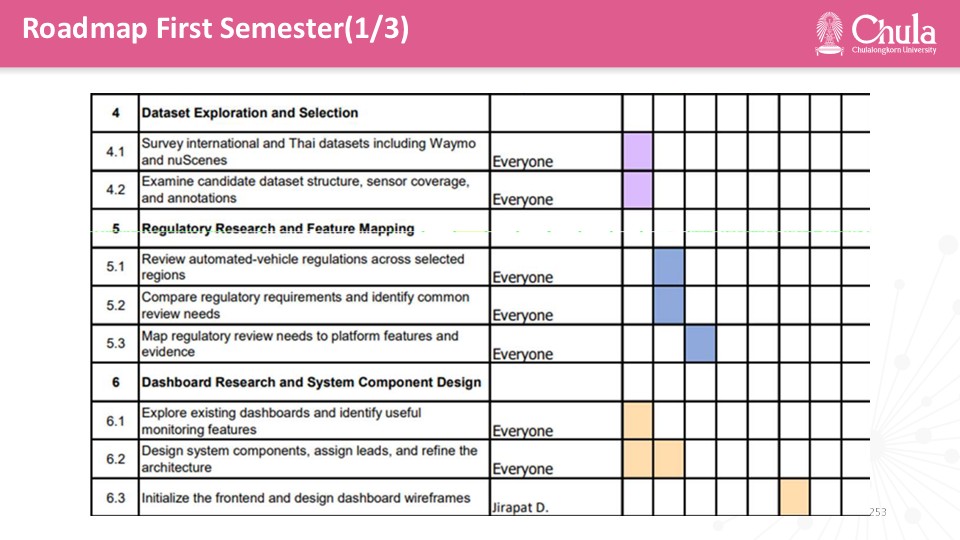 Roadmap First Semester(1/3)
Chula
Chulalongkorn University
4 Dataset Exploration and Selection
4.1 Survey international and Thai datasets including Waymo
and nuScenes
Everyone
4.2 Examine candidate dataset structure, sensor coverage,
and annotations
Everyone
5 Regulatory Research and Feature Mapping
5.1 Review automated-vehicle regulations across selected
regions
Everyone
5.2 Compare regulatory requirements and identify common
review needs
Everyone
5.3 Map regulatory review needs to platform features and
evidence
Everyone
6 Dashboard Research and System Component Design
6.1 Explore existing dashboards and identify useful
monitoring features
Everyone
6.2 Design system components, assign leads, and refine the
architecture
Everyone
6.3 Initialize the frontend and design dashboard wireframes
Jirapat D.
253